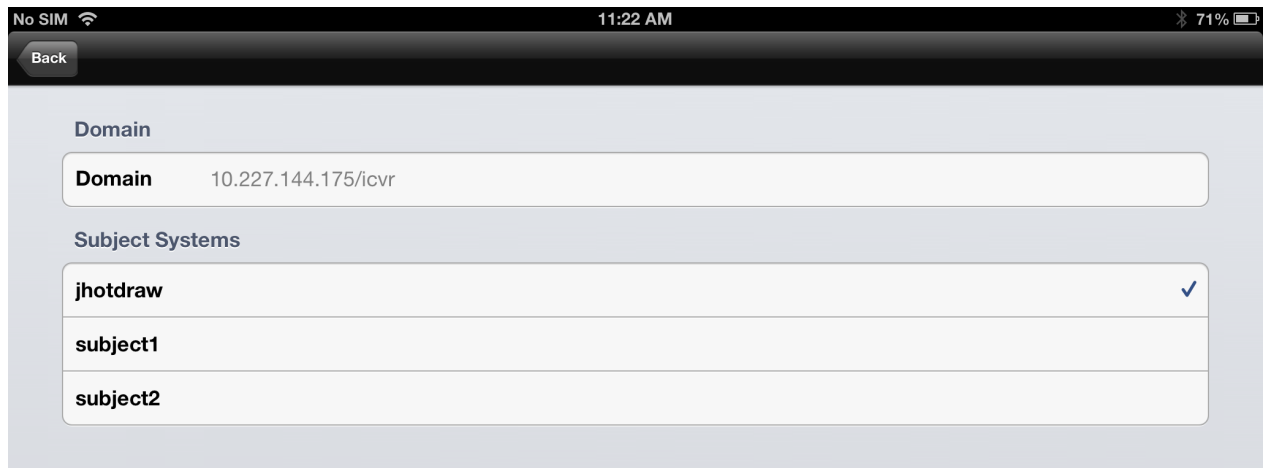 No SIM 11:22 AM 71%
Back
Domain
Domain 10.227.144.175/icvr
Subject Systems
jhotdraw
subject1
subject2